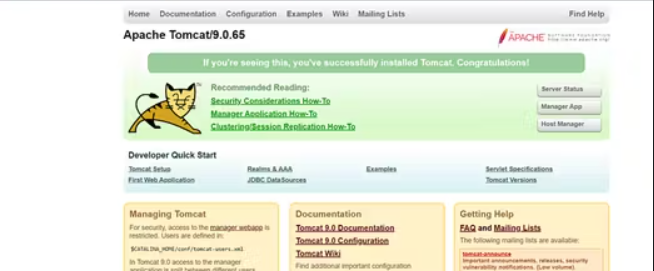 Home Documentation Configuration Examples Wiki Mailing Lists Find Help
Apache Tomcat/9.0.65
APACHE SOFTWARE FOUNDATION
http://www.apache.org/
If you're seeing this, you've successfully installed Tomcat. Congratulations!
Recommended Reading:
Security Considerations How-To
Manager Application How-To
Clustering/Session Replication How-To
Server Status
Manager App
Host Manager
Developer Quick Start
Tomcat Setup
First Web Application
Realms & AAA
JDBC DataSources
Examples
Servlet Specifications
Tomcat Versions
Managing Tomcat
For security, access to the manager webapp is
restricted. Users are defined in:
$CATALINA_HOME/conf/tomcat-users.xml
In Tomcat 9.0 access to the manager
application is split between different users.
Documentation
Tomcat 9.0 Documentation
Tomcat 9.0 Configuration
Tomcat Wiki
Find additional important configuration
Getting Help
FAQ and Mailing Lists
The following mailing lists are available:
tomcat-announce
Important announcements, releases, security
vulnerability notifications. (Low volume).